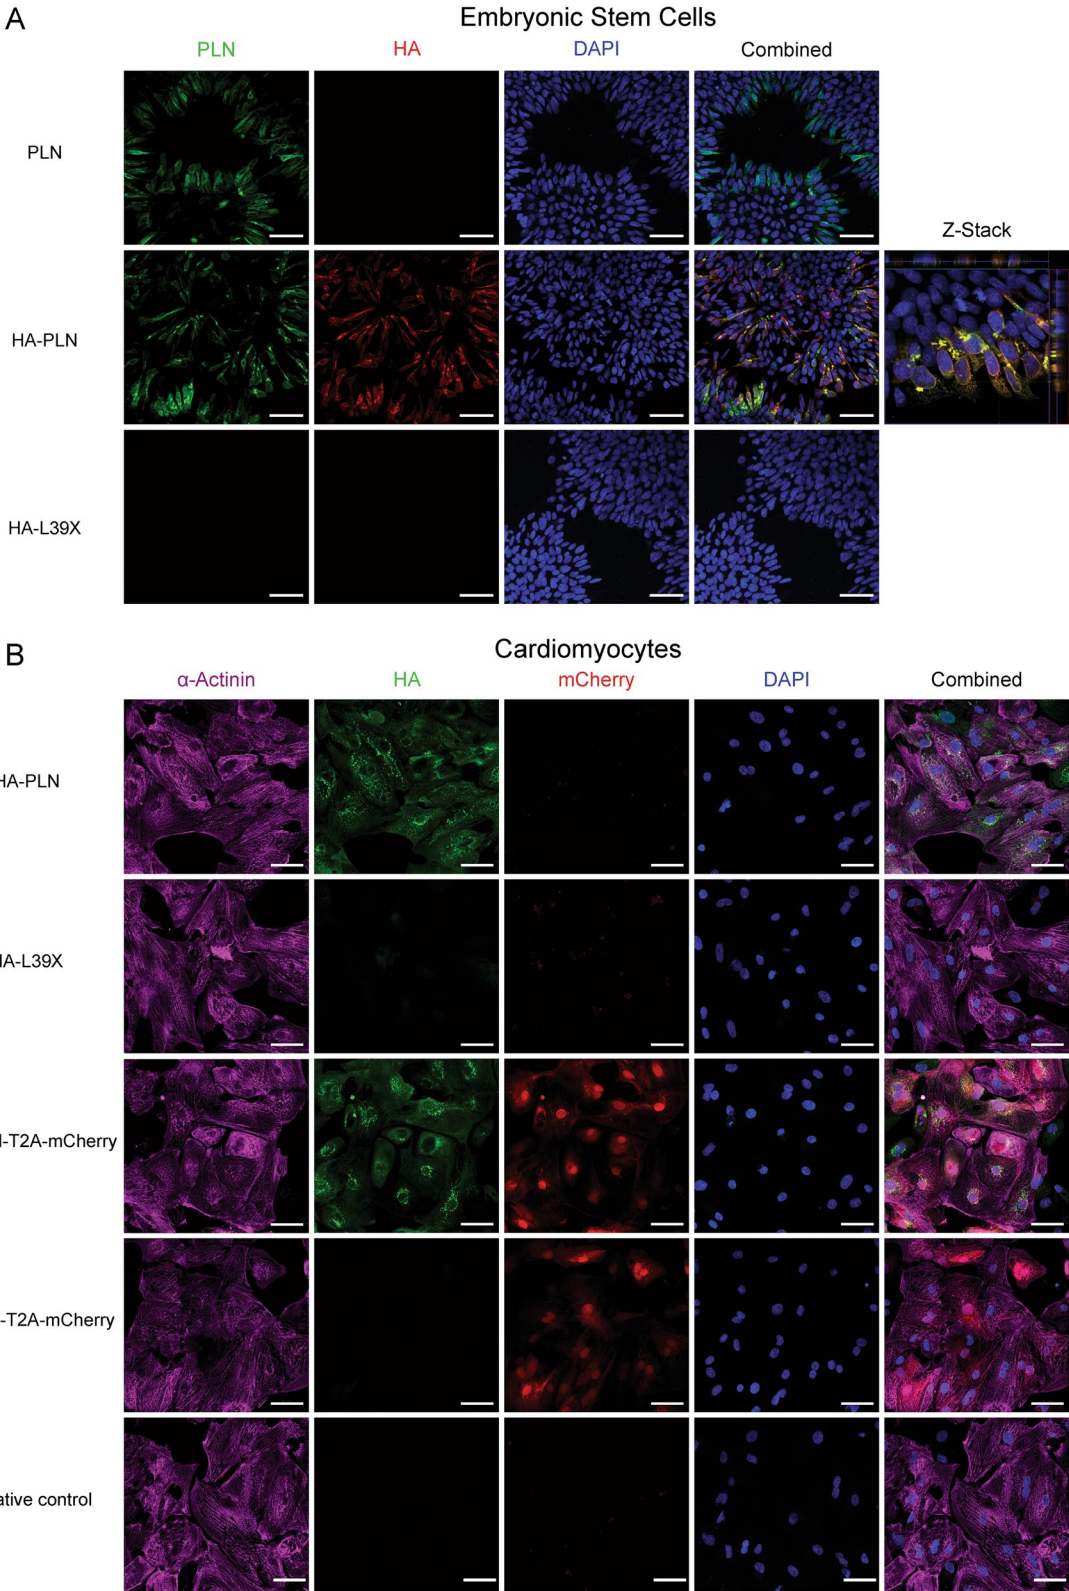 A
Embryonic Stem Cells
PLN HA DAPI Combined
PLN
Z-Stack
HA-PLN
HA-L39X
B
Cardiomyocytes
α-Actinin HA mCherry DAPI Combined
HA-PLN
HA-L39X
-T2A-mCherry
-T2A-mCherry
ative control